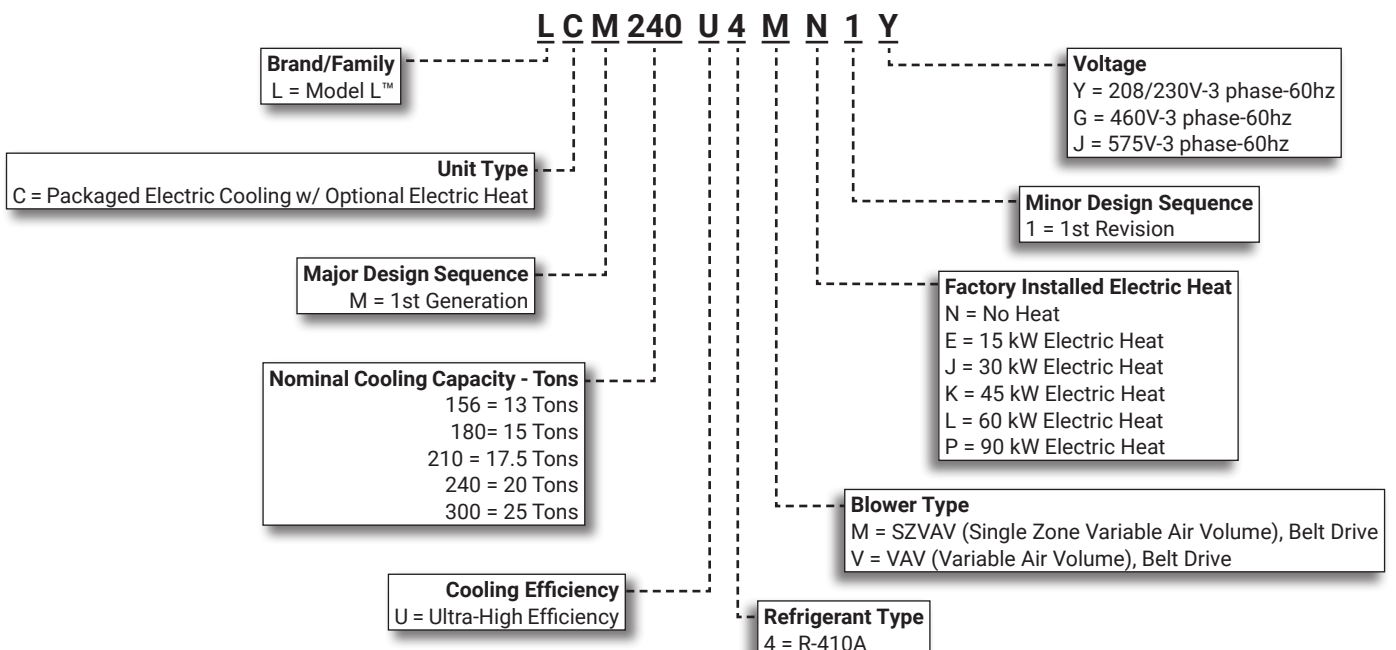 L C M 240 U 4 M N 1 Y
Brand/Family
L = Model L™
Unit Type
C = Packaged Electric Cooling w/ Optional Electric Heat
Major Design Sequence
M = 1st Generation
Nominal Cooling Capacity - Tons
156 = 13 Tons
180= 15 Tons
210 = 17.5 Tons
240 = 20 Tons
300 = 25 Tons
Cooling Efficiency
U = Ultra-High Efficiency
Voltage
Y = 208/230V-3 phase-60hz
G = 460V-3 phase-60hz
J = 575V-3 phase-60hz
Minor Design Sequence
1 = 1st Revision
Factory Installed Electric Heat
N = No Heat
E = 15 kW Electric Heat
J = 30 kW Electric Heat
K = 45 kW Electric Heat
L = 60 kW Electric Heat
P = 90 kW Electric Heat
Blower Type
M = SZVAV (Single Zone Variable Air Volume), Belt Drive
V = VAV (Variable Air Volume), Belt Drive
Refrigerant Type
4 = R-410A